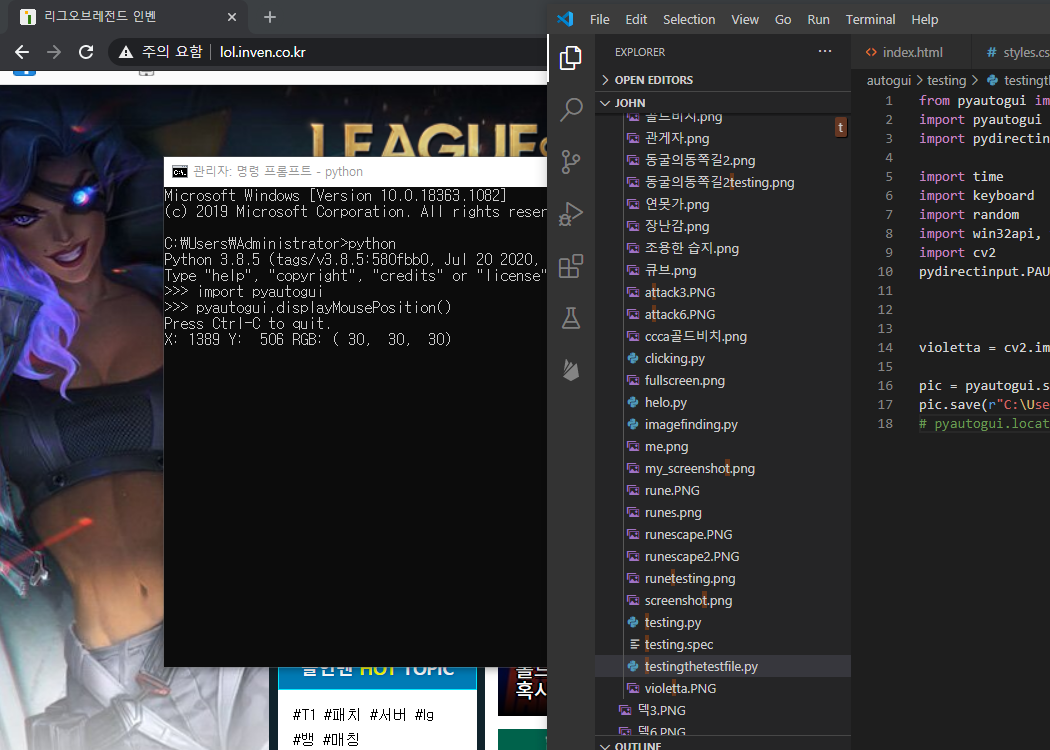 리그오브레전드 인벤
주의 요함 lol.inven.co.kr
LEAGUE
관리자: 명령 프롬프트 - python
Microsoft Windows [Version 10.0.18363.1082]
(c) 2019 Microsoft Corporation. All rights reser
C:₩Users₩Administrator>python
Python 3.8.5 (tags/v3.8.5:580fbb0, Jul 20 2020,
Type "help", "copyright", "credits" or "license"
>>> import pyautogui
>>> pyautogui.displayMousePosition()
Press Ctrl-C to quit.
X: 1389 Y:  506 RGB: ( 30,  30,  30)
올인벤 HOT TOPIC
#T1 #패치 #서버 #lg
#뱅 #매칭
혹시
File Edit Selection View Go Run Terminal Help
EXPLORER ...
OPEN EDITORS
JOHN
t
골드비치.png
관계자.png
동굴의동쪽길2.png
동굴의동쪽길2testing.png
연못가.png
장난감.png
조용한 습지.png
큐브.png
attack3.PNG
attack6.PNG
ccca골드비치.png
clicking.py
fullscreen.png
helo.py
imagefinding.py
me.png
my_screenshot.png
rune.PNG
runes.png
runescape.PNG
runescape2.PNG
runetesting.png
screenshot.png
testing.py
testing.spec
testingthetestfile.py
violetta.PNG
덱3.PNG
덱6.PNG
OUTLINE
index.html # styles.cs
autogui > testing > testingth
1 from pyautogui im
2 import pyautogui
3 import pydirectin
4
5 import time
6 import keyboard
7 import random
8 import win32api,
9 import cv2
10 pydirectinput.PAU
11
12
13
14 violetta = cv2.im
15
16 pic = pyautogui.s
17 pic.save(r"C:\Use
18 # pyautogui.locat